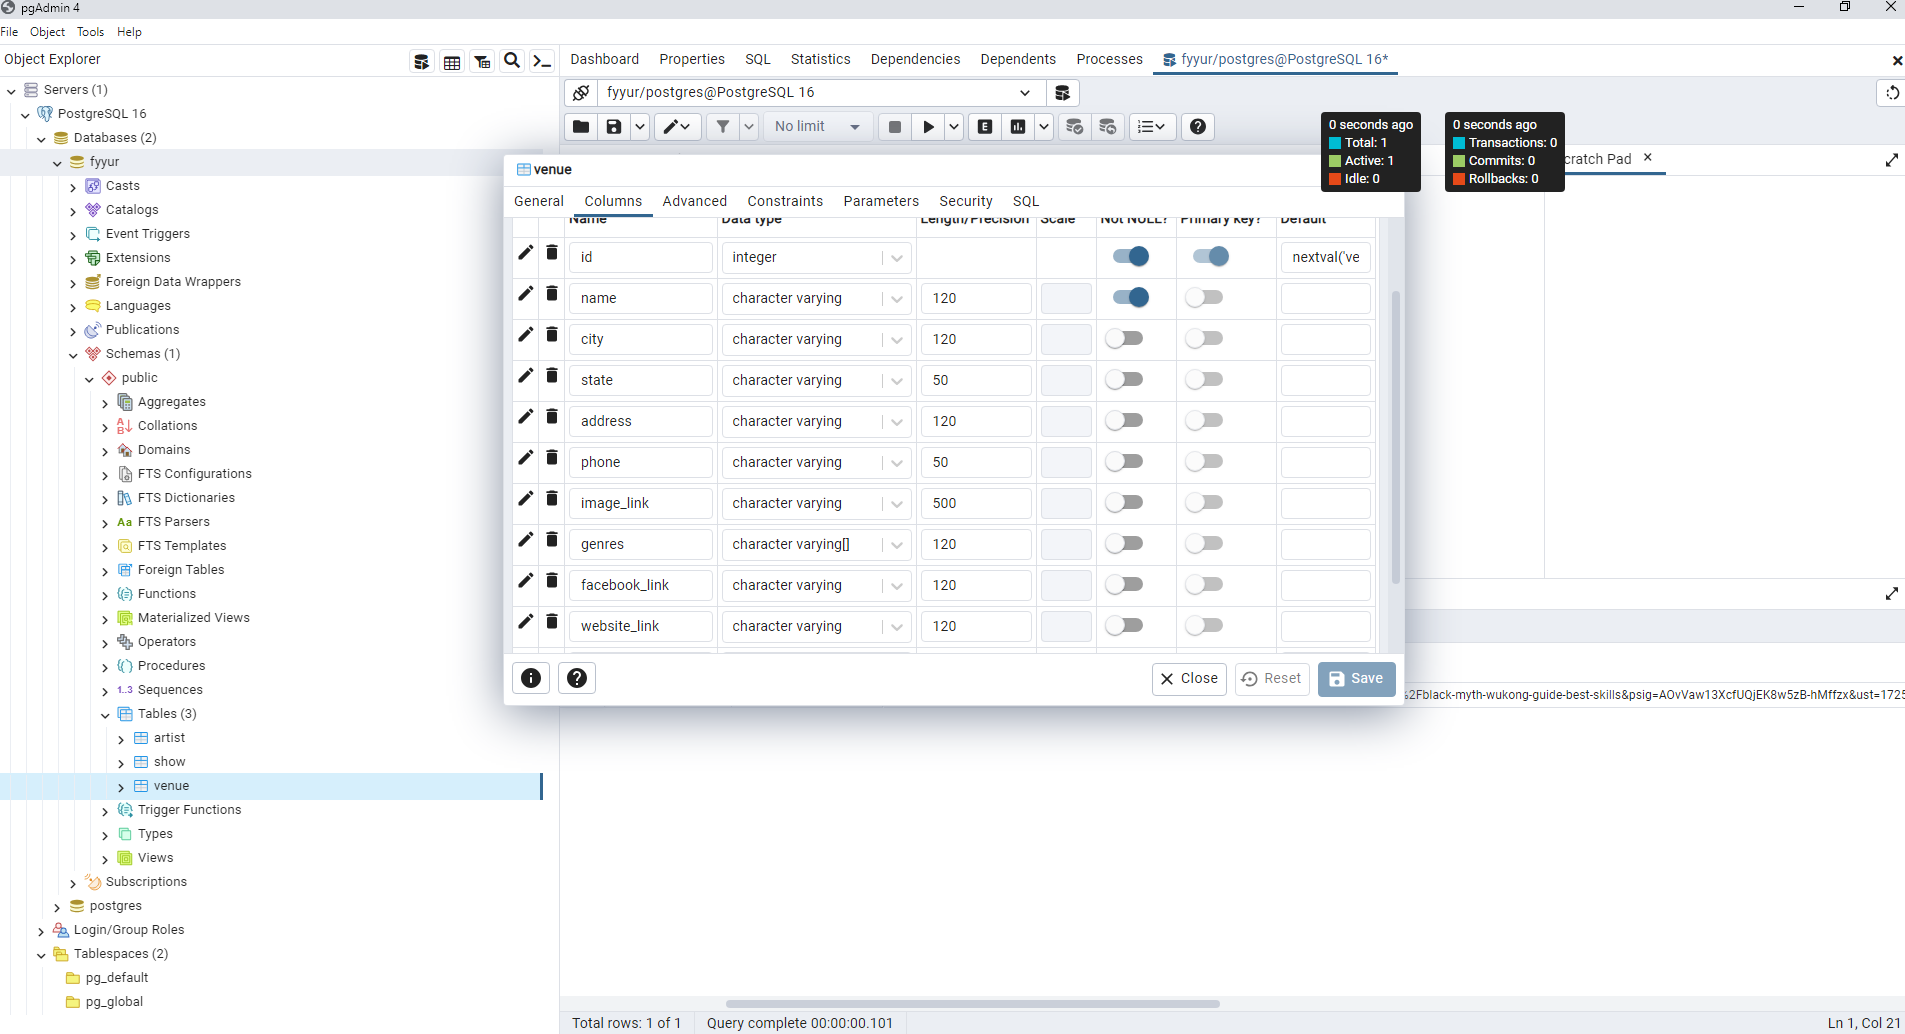 pgAdmin 4
File Object Tools Help
Object Explorer
Dashboard Properties SQL Statistics Dependencies Dependents Processes fyyur/postgres@PostgreSQL 16*
Servers (1)
PostgreSQL 16
Databases (2)
fyyur
Casts
Catalogs
Event Triggers
Extensions
Foreign Data Wrappers
Languages
Publications
Schemas (1)
public
Aggregates
Collations
Domains
FTS Configurations
FTS Dictionaries
Aa FTS Parsers
FTS Templates
Foreign Tables
Functions
Materialized Views
Operators
Procedures
1..3 Sequences
Tables (3)
artist
show
venue
Trigger Functions
Types
Views
Subscriptions
postgres
Login/Group Roles
Tablespaces (2)
pg_default
pg_global
fyyur/postgres@PostgreSQL 16
No limit
E
0 seconds ago
Total: 1
Active: 1
Idle: 0
0 seconds ago
Transactions: 0
Commits: 0
Rollbacks: 0
cratch Pad
venue
General Columns Advanced Constraints Parameters Security SQL
Name Data type Length/Precision Scale Not NULL? Primary key? Default
id integer nextval('ve
name character varying 120
city character varying 120
state character varying 50
address character varying 120
phone character varying 50
image_link character varying 500
genres character varying[] 120
facebook_link character varying 120
website_link character varying 120
Close Reset Save
%2Fblack-myth-wukong-guide-best-skills&psig=AOvVaw13XcfUQjEK8w5zB-hMffzx&ust=1725
Total rows: 1 of 1 Query complete 00:00:00.101 Ln 1, Col 21